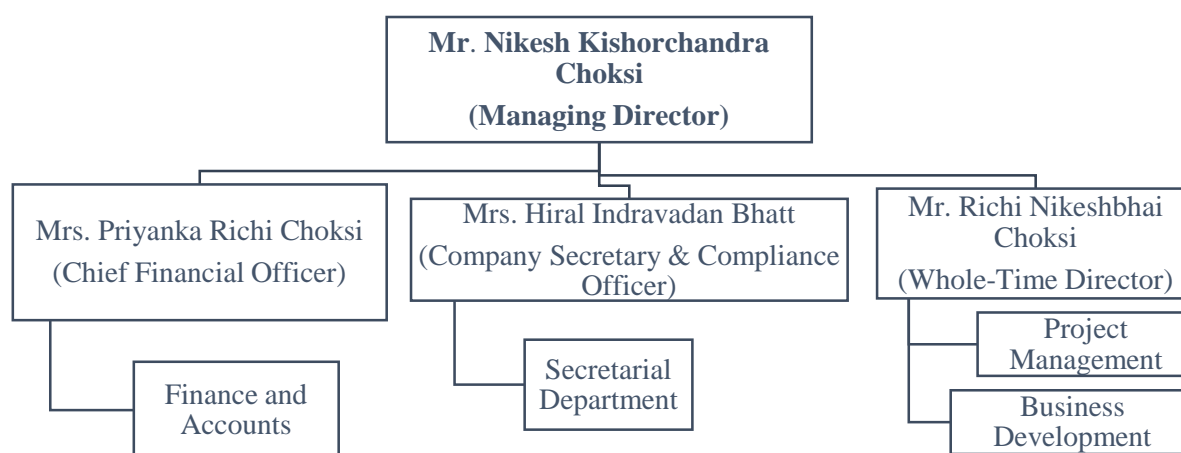 Mr. Nikesh Kishorchandra
Choksi
(Managing Director)
Mrs. Priyanka Richi Choksi
(Chief Financial Officer)
Finance and
Accounts
Mrs. Hiral Indravadan Bhatt
(Company Secretary & Compliance
Officer)
Secretarial
Department
Mr. Richi Nikeshbhai
Choksi
(Whole-Time Director)
Project
Management
Business
Development